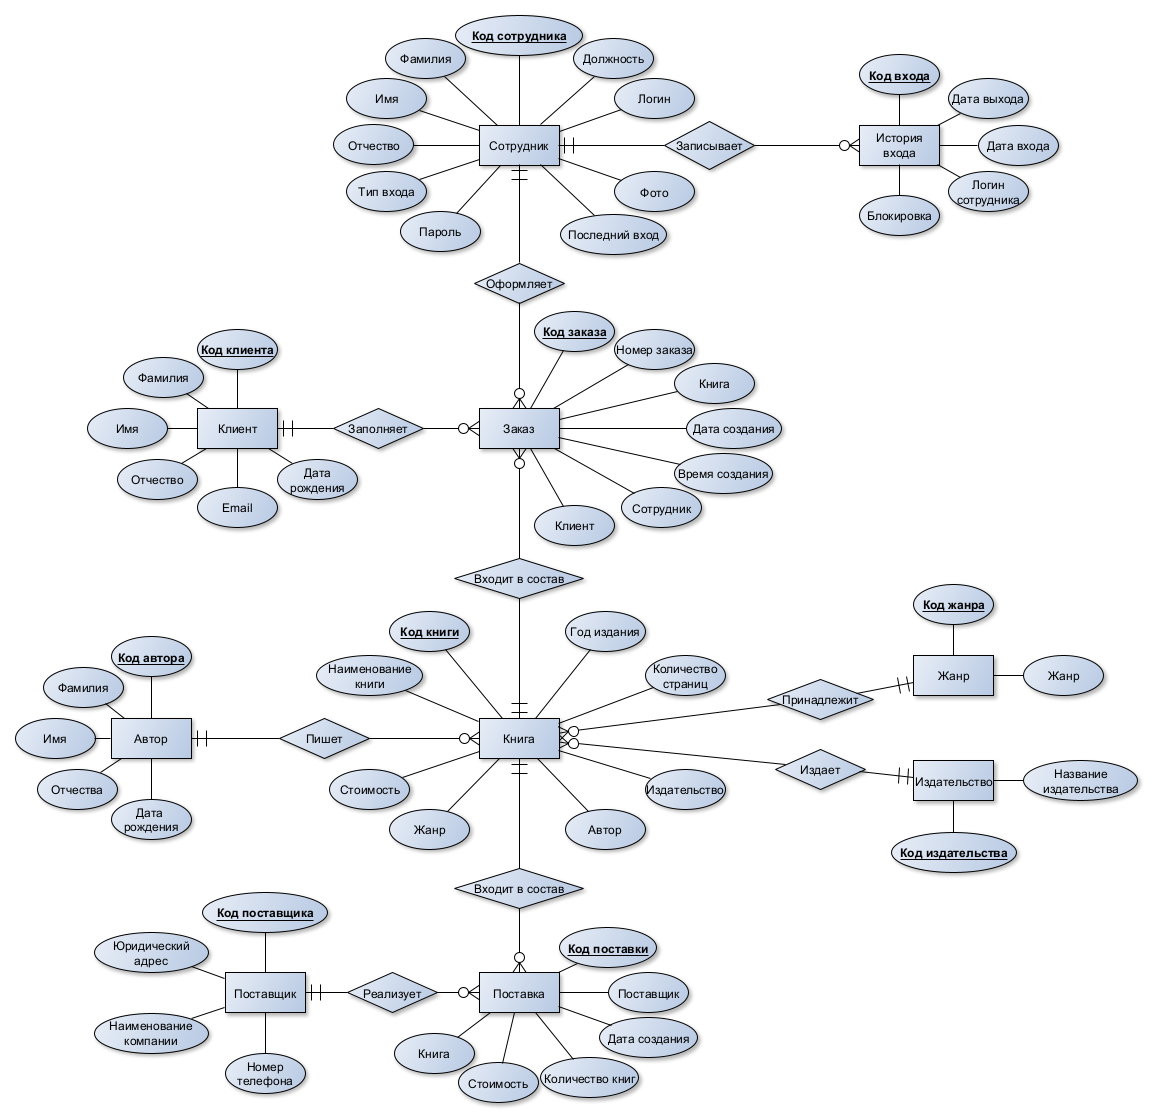 Код сотрудника
Фамилия
Должность
Имя
Логин
Отчество
Сотрудник
Тип входа
Фото
Пароль
Последний вход
Записывает
Код входа
Дата выхода
История
входа
Дата входа
Логин
сотрудника
Блокировка
Оформляет
Код заказа
Номер заказа
Книга
Дата создания
Время создания
Сотрудник
Клиент
Заказ
Код клиента
Фамилия
Имя
Клиент
Отчество
Email
Дата
рождения
Заполняет
Входит в состав
Код книги
Год издания
Наименование
книги
Количество
страниц
Книга
Стоимость
Жанр
Автор
Издательство
Код автора
Фамилия
Имя
Автор
Отчества
Дата
рождения
Пишет
Принадлежит
Код жанра
Жанр
Жанр
Издает
Издательство
Название
издательства
Код издательства
Входит в состав
Код поставщика
Юридический
адрес
Поставщик
Наименование
компании
Номер
телефона
Реализует
Поставка
Код поставки
Поставщик
Дата создания
Книга
Стоимость
Количество книг